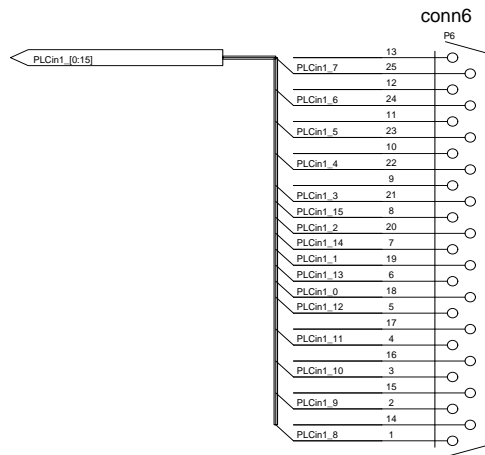 conn6
P6
PLCin1_[0:15]
13
PLCin1_7 25
12
PLCin1_6 24
11
PLCin1_5 23
10
PLCin1_4 22
9
PLCin1_3 21
PLCin1_15 8
PLCin1_2 20
PLCin1_14 7
PLCin1_1 19
PLCin1_13 6
PLCin1_0 18
PLCin1_12 5
17
PLCin1_11 4
16
PLCin1_10 3
15
PLCin1_9 2
14
PLCin1_8 1